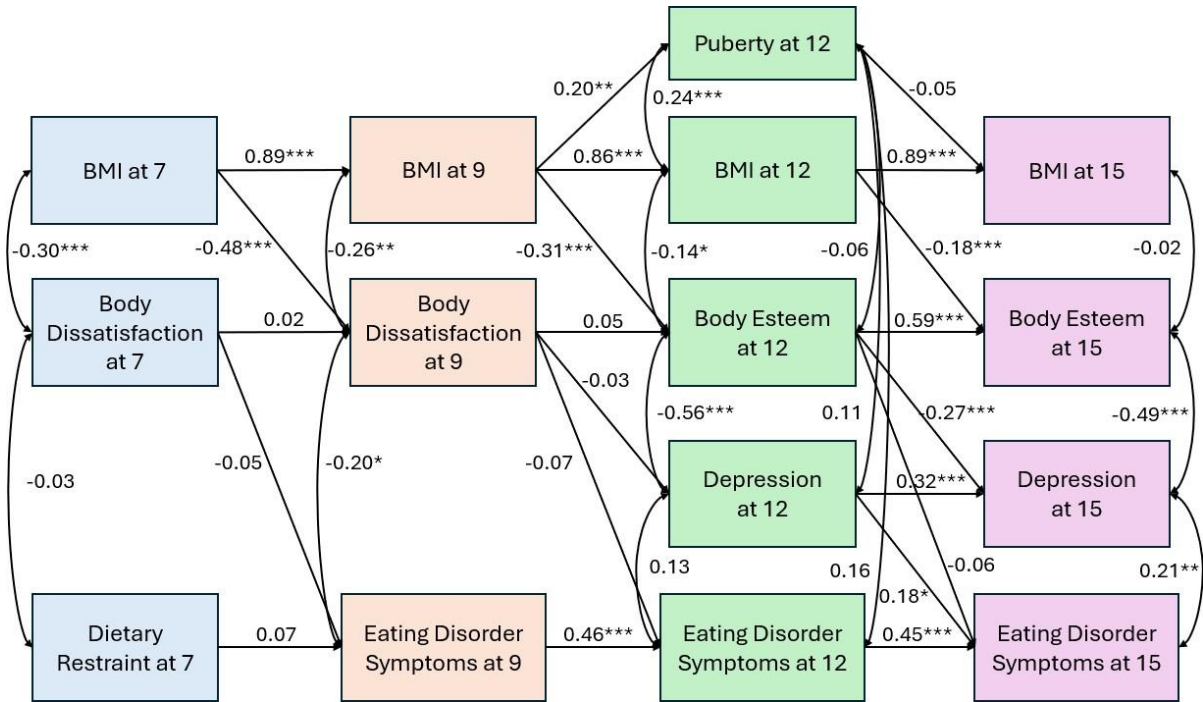 Puberty at 12
0.20**
0.24***
-0.05
BMI at 7
0.89***
BMI at 9
0.86***
BMI at 12
0.89***
BMI at 15
-0.30***
-0.48***
-0.26**
-0.31***
-0.14*
-0.06
-0.18***
-0.02
Body
Dissatisfaction
at 7
0.02
Body
Dissatisfaction
at 9
0.05
Body Esteem
at 12
0.59***
Body Esteem
at 15
-0.03
-0.56***
0.11
-0.27***
-0.49***
-0.03
-0.05
-0.20*
-0.07
Depression
at 12
0.32***
Depression
at 15
0.13
0.16
-0.06
0.21**
0.18*
Dietary
Restraint at 7
0.07
Eating Disorder
Symptoms at 9
0.46***
Eating Disorder
Symptoms at 12
0.45***
Eating Disorder
Symptoms at 15